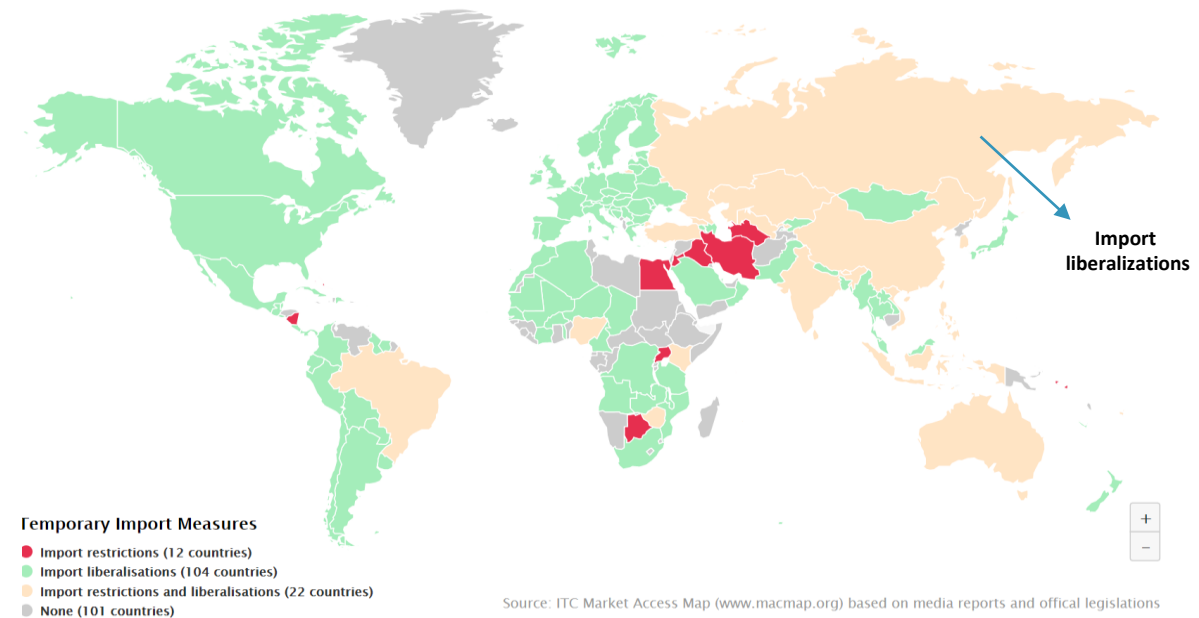 Import
liberalizations
Temporary Import Measures
Import restrictions (12 countries)
Import liberalisations (104 countries)
Import restrictions and liberalisations (22 countries)
None (101 countries)
+
−
Source: ITC Market Access Map (www.macmap.org) based on media reports and offical legislations